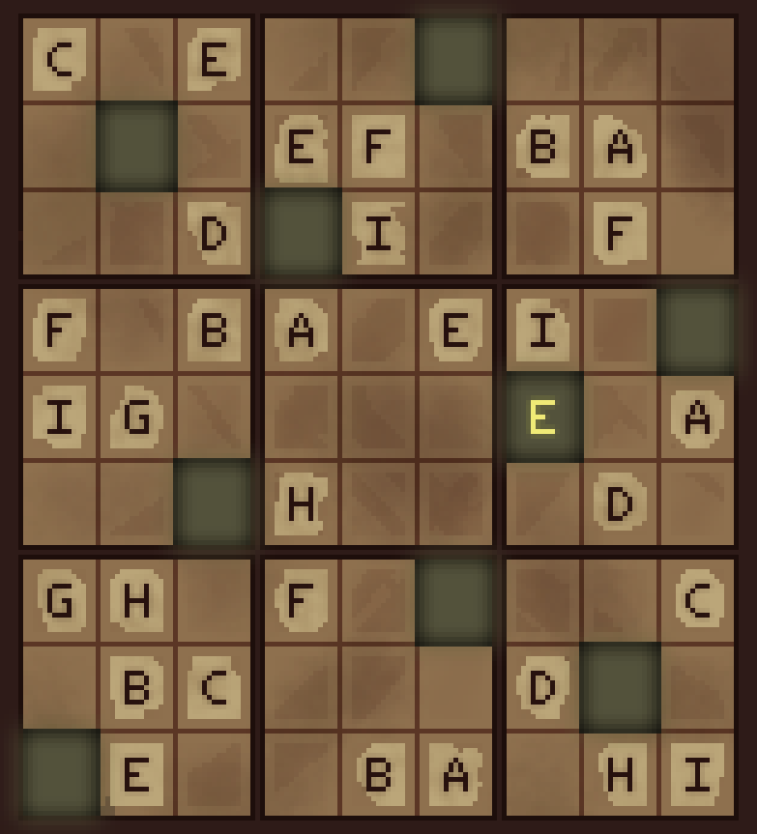 C E
E F B A
D I F
F B A E I
I G E A
H D
G H F C
B C D
E B A H I